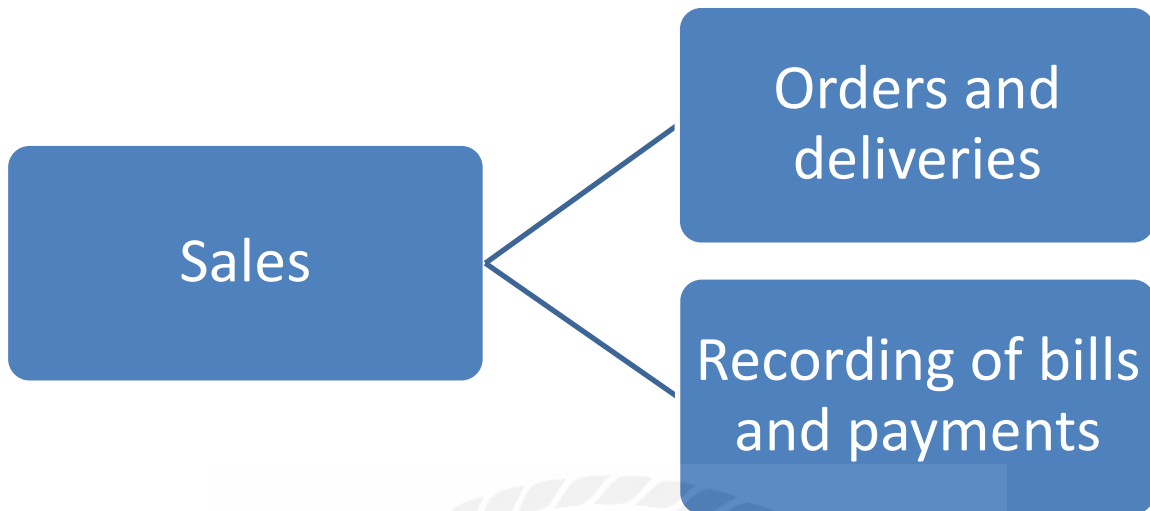 Sales
Orders and
deliveries
Recording of bills
and payments